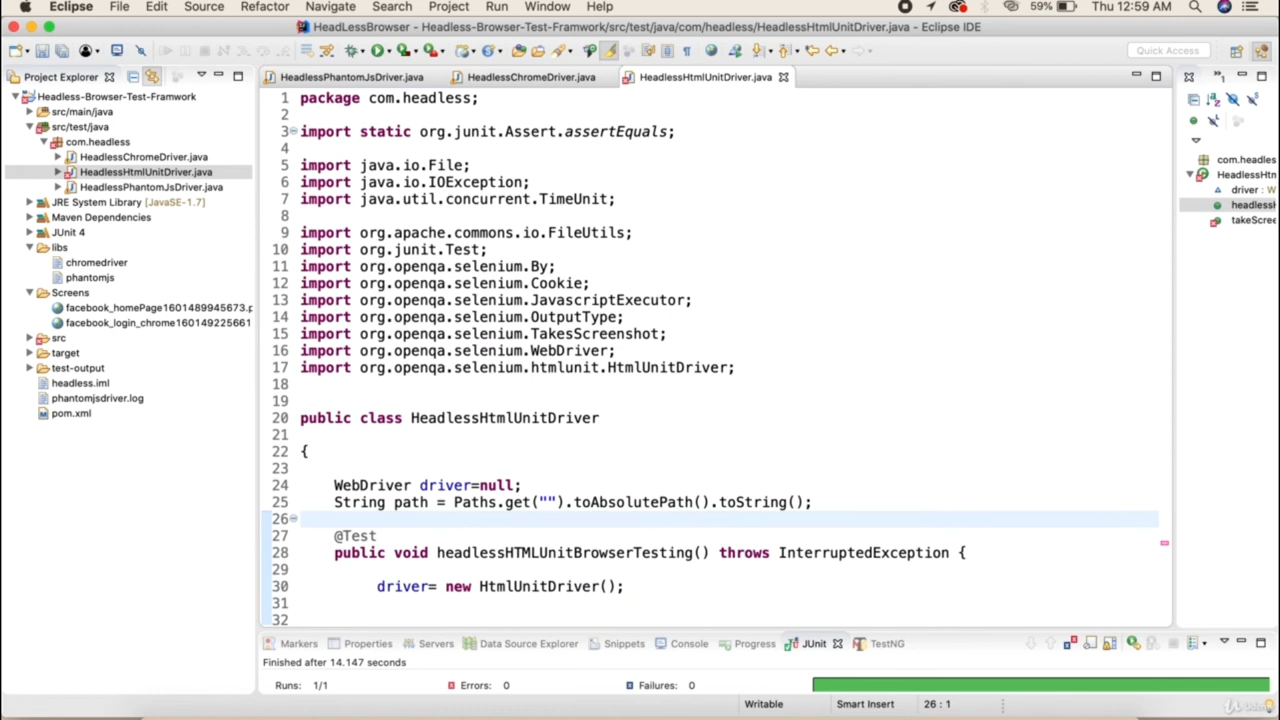 Eclipse File Edit Source Refactor Navigate Search Project Run Window Help 59% Thu 12:59 AM
HeadLessBrowser - Headless-Browser-Test-Framwork/src/test/java/com/headless/HeadlessHtmlUnitDriver.java - Eclipse IDE
Quick Access
Project Explorer
Headless-Browser-Test-Framwork
src/main/java
src/test/java
com.headless
HeadlessChromeDriver.java
HeadlessHtmlUnitDriver.java
HeadlessPhantomJsDriver.java
JRE System Library [JavaSE-1.7]
Maven Dependencies
JUnit 4
libs
chromedriver
phantomjs
Screens
facebook_homePage1601489945673.p
facebook_login_chrome160149225661
src
target
test-output
headless.iml
phantomjsdriver.log
pom.xml
HeadlessPhantomJsDriver.java HeadlessChromeDriver.java HeadlessHtmlUnitDriver.java
1 package com.headless;
2
3 import static org.junit.Assert.assertEquals;
4
5 import java.io.File;
6 import java.io.IOException;
7 import java.util.concurrent.TimeUnit;
8
9 import org.apache.commons.io.FileUtils;
10 import org.junit.Test;
11 import org.openqa.selenium.By;
12 import org.openqa.selenium.Cookie;
13 import org.openqa.selenium.JavascriptExecutor;
14 import org.openqa.selenium.OutputType;
15 import org.openqa.selenium.TakesScreenshot;
16 import org.openqa.selenium.WebDriver;
17 import org.openqa.selenium.htmlunit.HtmlUnitDriver;
18
19
20 public class HeadlessHtmlUnitDriver
21
22 {
23
24 WebDriver driver=null;
25 String path = Paths.get("").toAbsolutePath().toString();
26
27 @Test
28 public void headlessHTMLUnitBrowserTesting() throws InterruptedException {
29
30 driver= new HtmlUnitDriver();
31
32
com.headles
HeadlessHtn
driver : W
headlessH
takeScree
Markers Properties Servers Data Source Explorer Snippets Console Progress JUnit TestNG
Finished after 14.147 seconds
Runs: 1/1 Errors: 0 Failures: 0
Writable Smart Insert 26 : 1